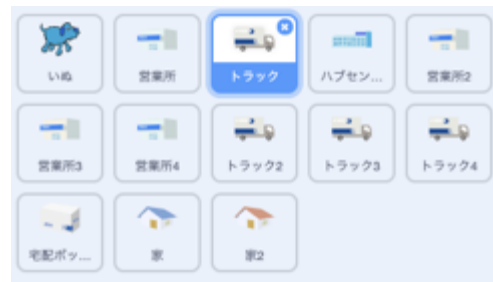 いぬ
営業所
トラック
ハブセン...
営業所2
営業所3
営業所4
トラック2
トラック3
トラック4
宅配ボッ...
家
家2